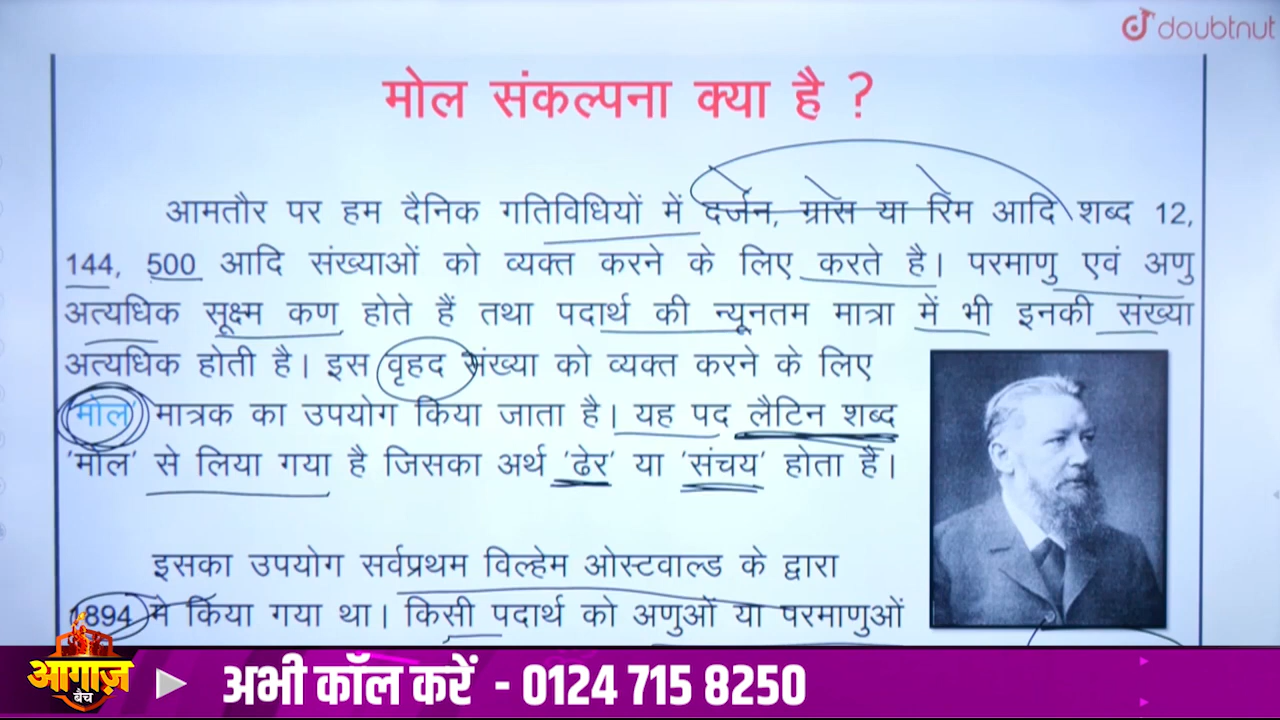 doubtnut
मोल संकल्पना क्या है ?
आमतौर पर हम दैनिक गतिविधियों में दर्जन, ग्रोस या रिम आदि शब्द 12,
144, 500 आदि संख्याओं को व्यक्त करने के लिए करते है। परमाणु एवं अणु
अत्यधिक सूक्ष्म कण होते हैं तथा पदार्थ की न्यूनतम मात्रा में भी इनकी संख्या
अत्यधिक होती है। इस वृहद संख्या को व्यक्त करने के लिए
'मोल' मात्रक का उपयोग किया जाता है। यह पद लैटिन शब्द
'मोल' से लिया गया है जिसका अर्थ 'ढेर' या 'संचय' होता है।
इसका उपयोग सर्वप्रथम विल्हेम ओस्टवाल्ड के द्वारा
1894 मे किया गया था। किसी पदार्थ को अणुओं या परमाणुओं
आगाज़
बैच
अभी कॉल करें - 0124 715 8250